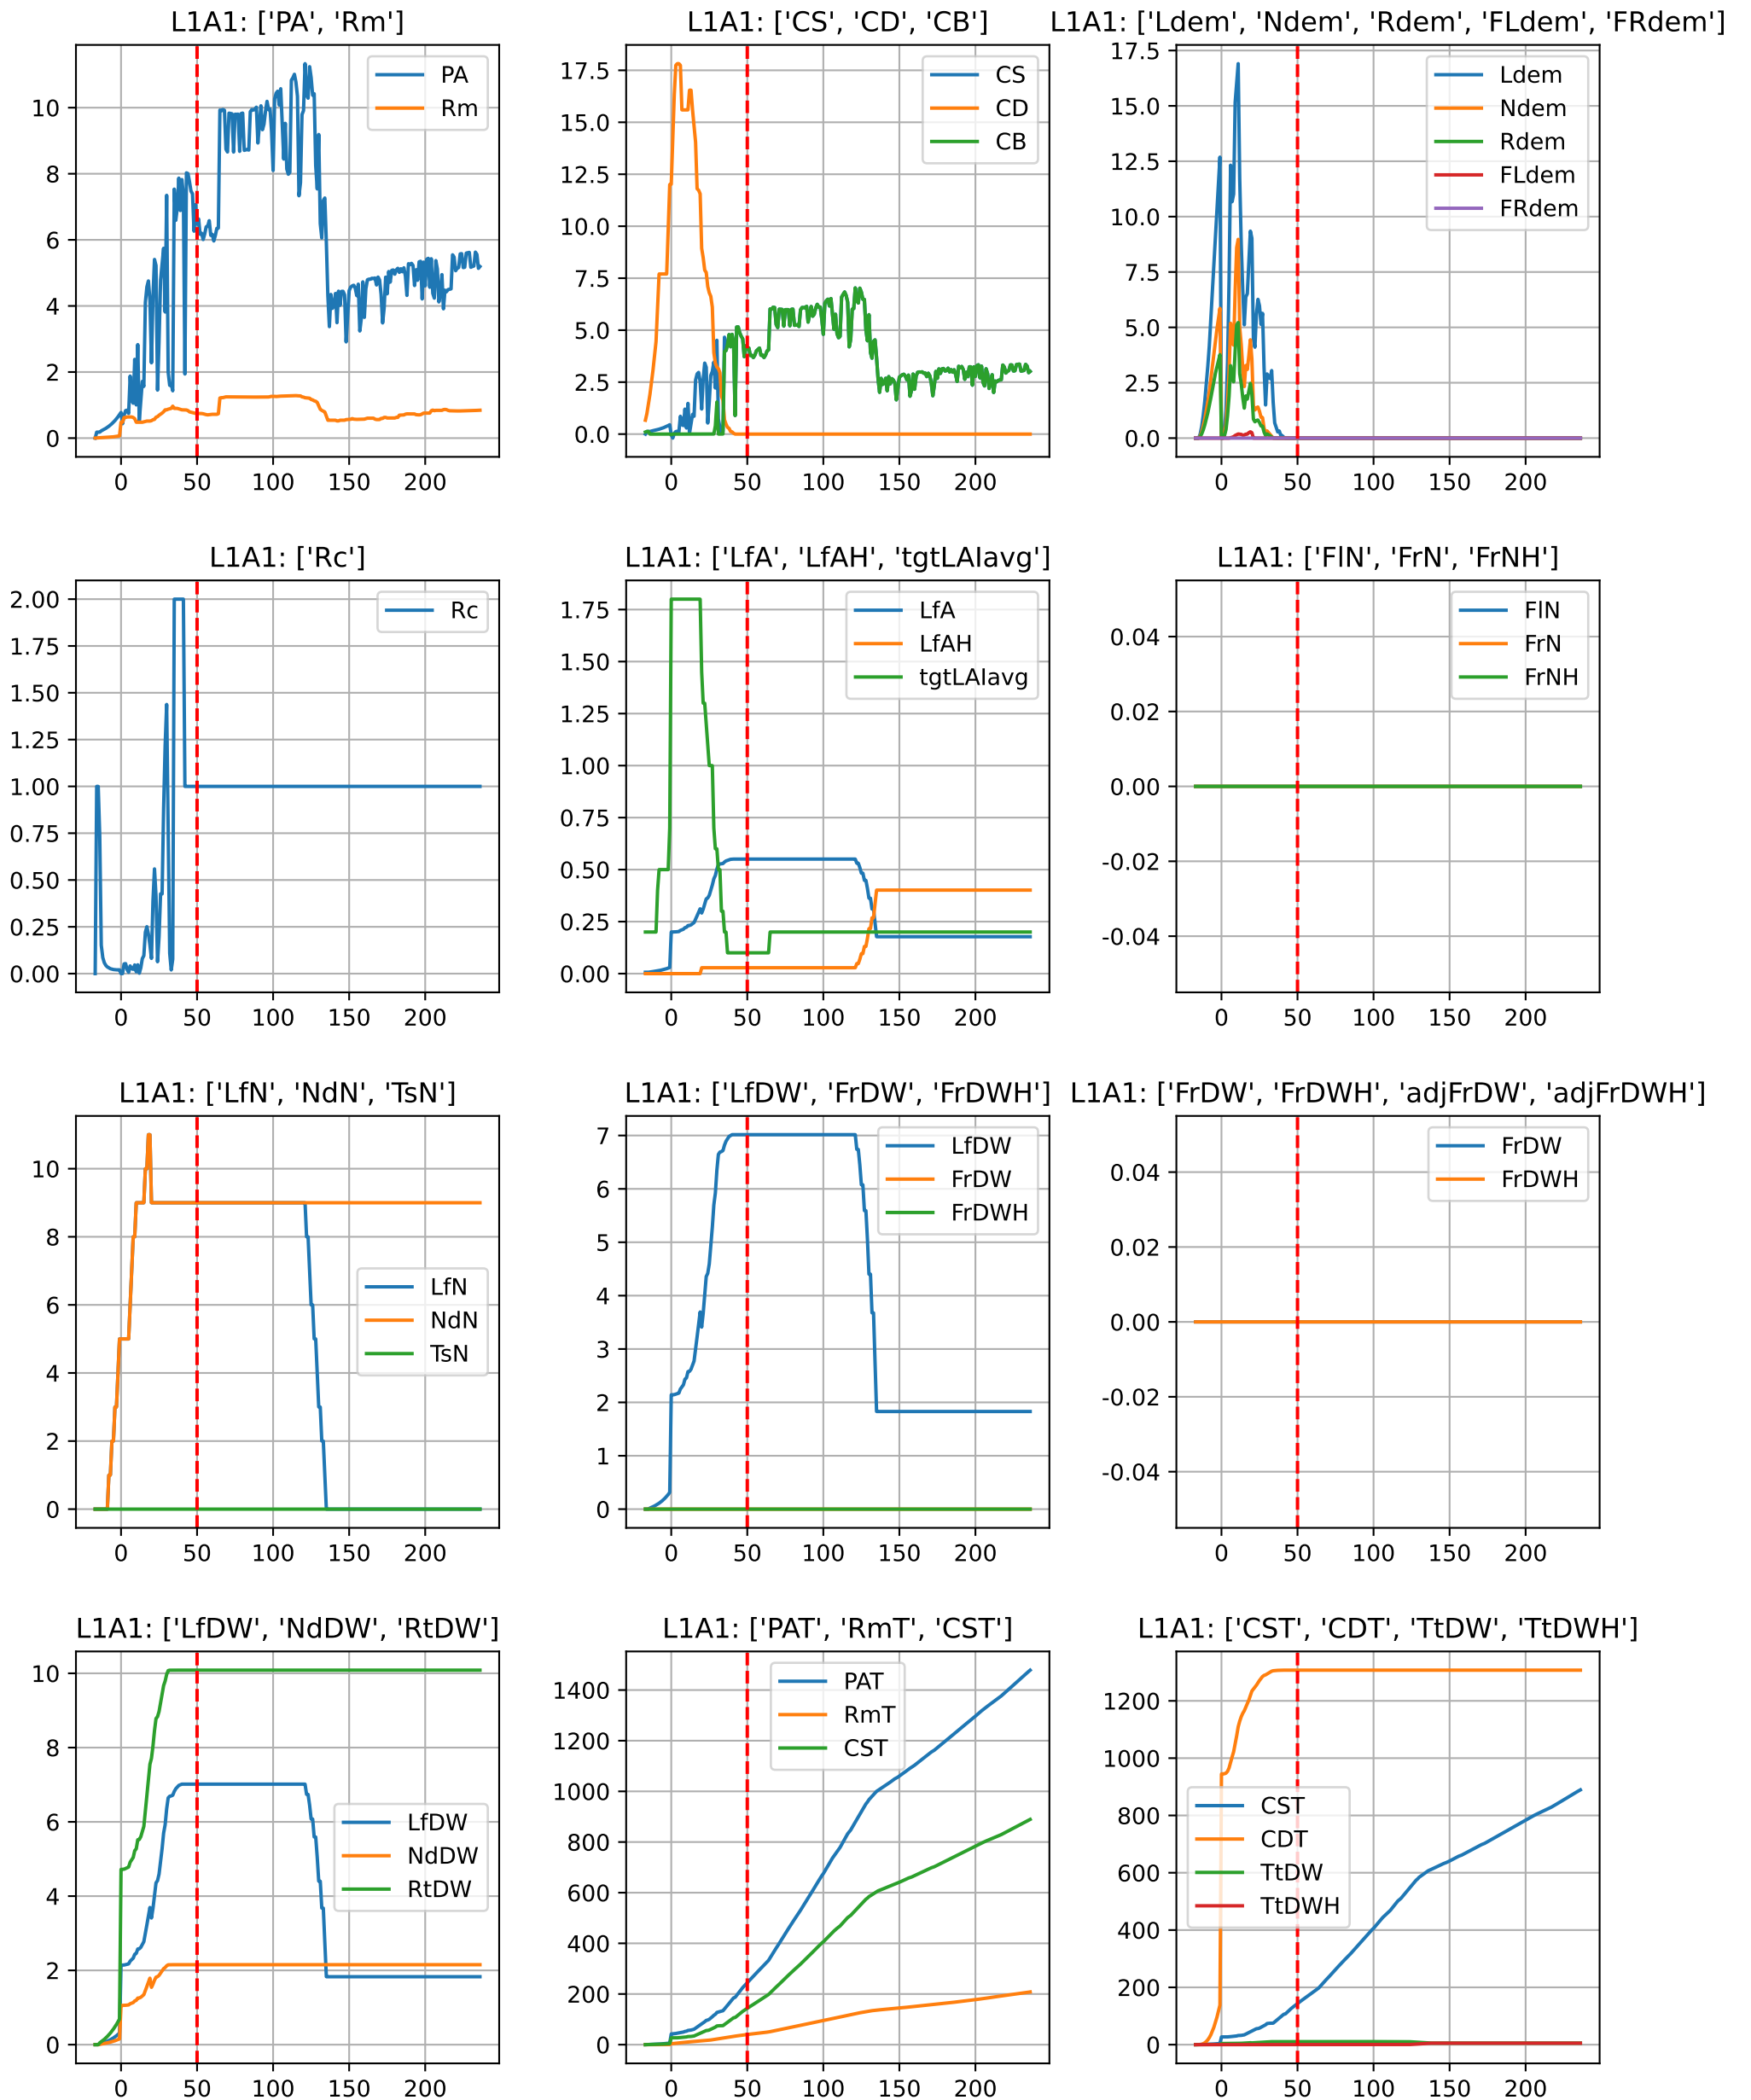 L1A1: ['PA', 'Rm']
PA
Rm
10
8
6
4
2
0
0 50 100 150 200
L1A1: ['CS', 'CD', 'CB']
CS
CD
CB
17.5
15.0
12.5
10.0
7.5
5.0
2.5
0.0
0 50 100 150 200
L1A1: ['Ldem', 'Ndem', 'Rdem', 'FLdem', 'FRdem']
Ldem
Ndem
Rdem
FLdem
FRdem
17.5
15.0
12.5
10.0
7.5
5.0
2.5
0.0
0 50 100 150 200
L1A1: ['Rc']
Rc
2.00
1.75
1.50
1.25
1.00
0.75
0.50
0.25
0.00
0 50 100 150 200
L1A1: ['LfA', 'LfAH', 'tgtLAIavg']
LfA
LfAH
tgtLAIavg
1.75
1.50
1.25
1.00
0.75
0.50
0.25
0.00
0 50 100 150 200
L1A1: ['FlN', 'FrN', 'FrNH']
FlN
FrN
FrNH
0.04
0.02
0.00
-0.02
-0.04
0 50 100 150 200
L1A1: ['LfN', 'NdN', 'TsN']
LfN
NdN
TsN
10
8
6
4
2
0
0 50 100 150 200
L1A1: ['LfDW', 'FrDW', 'FrDWH']
LfDW
FrDW
FrDWH
7
6
5
4
3
2
1
0
0 50 100 150 200
L1A1: ['FrDW', 'FrDWH', 'adjFrDW', 'adjFrDWH']
FrDW
FrDWH
0.04
0.02
0.00
-0.02
-0.04
0 50 100 150 200
L1A1: ['LfDW', 'NdDW', 'RtDW']
LfDW
NdDW
RtDW
10
8
6
4
2
0
0 50 100 150 200
L1A1: ['PAT', 'RmT', 'CST']
PAT
RmT
CST
1400
1200
1000
800
600
400
200
0
0 50 100 150 200
L1A1: ['CST', 'CDT', 'TtDW', 'TtDWH']
CST
CDT
TtDW
TtDWH
1200
1000
800
600
400
200
0
0 50 100 150 200